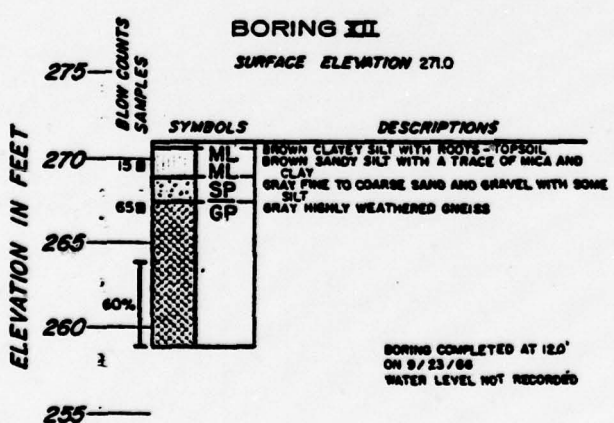 BORING XII
SURFACE ELEVATION 271.0
ELEVATION IN FEET
BLOW COUNTS
SAMPLES
SYMBOLS
DESCRIPTIONS
275
270
265
260
255
15
65
60%
ML
ML
SP
GP
BROWN CLAYEY SILT WITH ROOTS - TOPSOIL
BROWN SANDY SILT WITH A TRACE OF MICA AND
CLAY
GRAY FINE TO COARSE SAND AND GRAVEL WITH SOME
SILT
GRAY HIGHLY WEATHERED GNEISS
BORING COMPLETED AT 12.0'
ON 9/23/66
WATER LEVEL NOT RECORDED